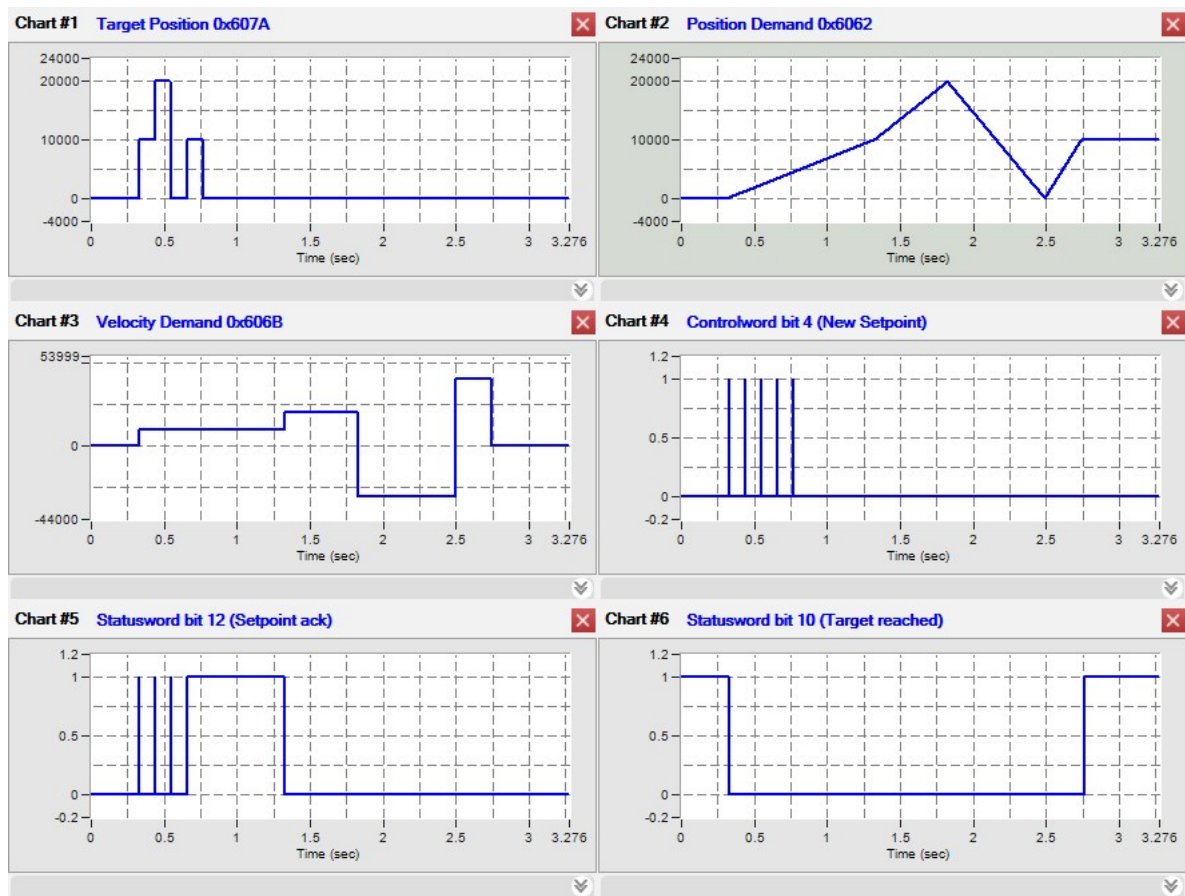 Chart #1 Target Position 0x607A
24000
20000
10000
0
-4000
0 0.5 1 1.5 2 2.5 3 3.276
Time (sec)
Chart #2 Position Demand 0x6062
24000
20000
10000
0
-4000
0 0.5 1 1.5 2 2.5 3 3.276
Time (sec)
Chart #3 Velocity Demand 0x606B
53999
0
-44000
0 0.5 1 1.5 2 2.5 3 3.276
Time (sec)
Chart #4 Controlword bit 4 (New Setpoint)
1.2
1
0.5
0
-0.2
0 0.5 1 1.5 2 2.5 3 3.276
Time (sec)
Chart #5 Statusword bit 12 (Setpoint ack)
1.2
1
0.5
0
-0.2
0 0.5 1 1.5 2 2.5 3 3.276
Time (sec)
Chart #6 Statusword bit 10 (Target reached)
1.2
1
0.5
0
-0.2
0 0.5 1 1.5 2 2.5 3 3.276
Time (sec)